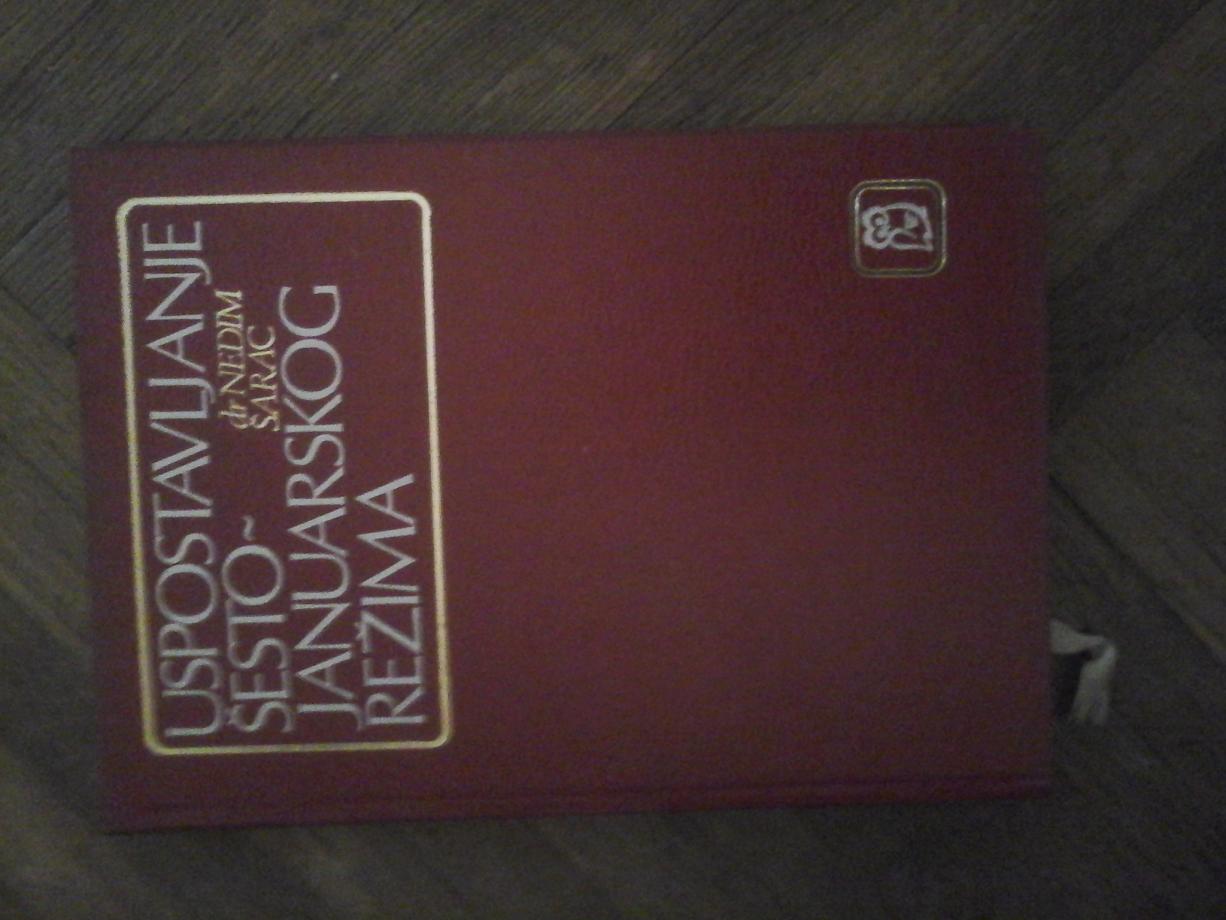 USPOSTAVLJANJE
ŠESTO~
dr NEDIM
ŠARAC
JANUARSKOG
REŽIMA